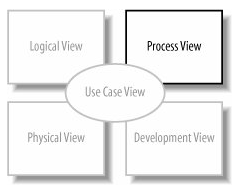 Logical View
Process View
Use Case View
Physical View
Development View